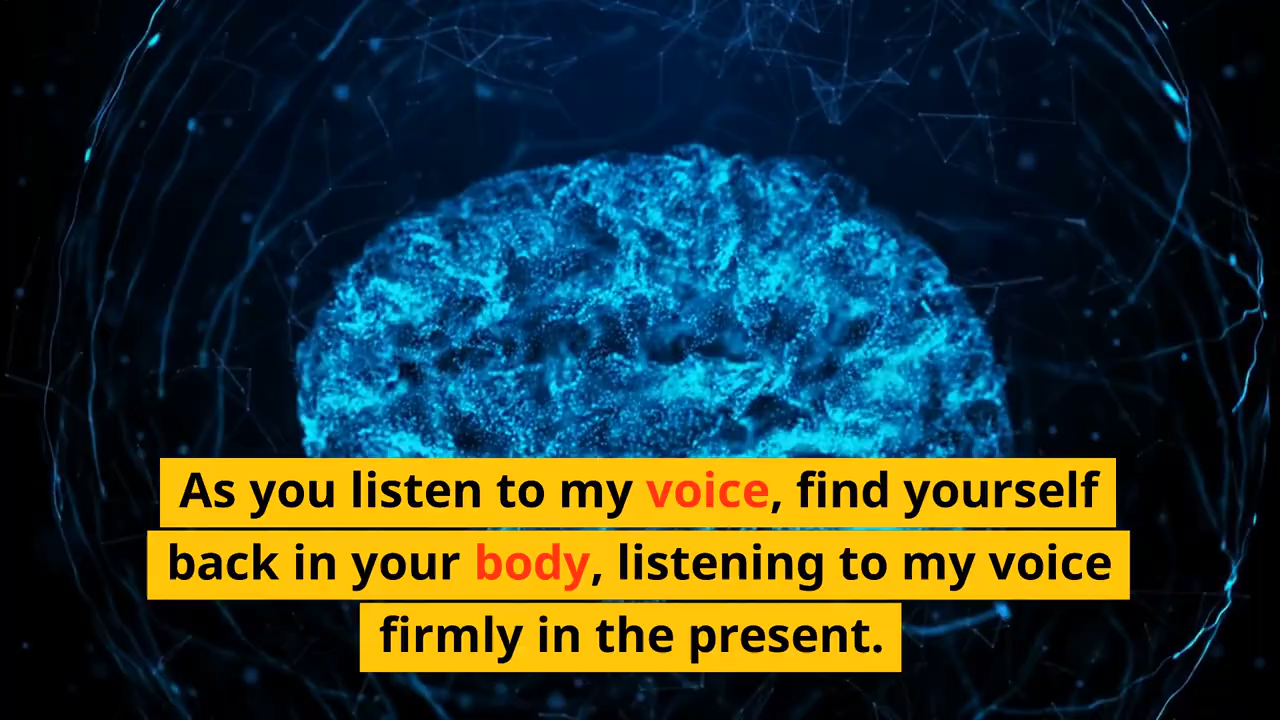 As you listen to my voice, find yourself
back in your body, listening to my voice
firmly in the present.